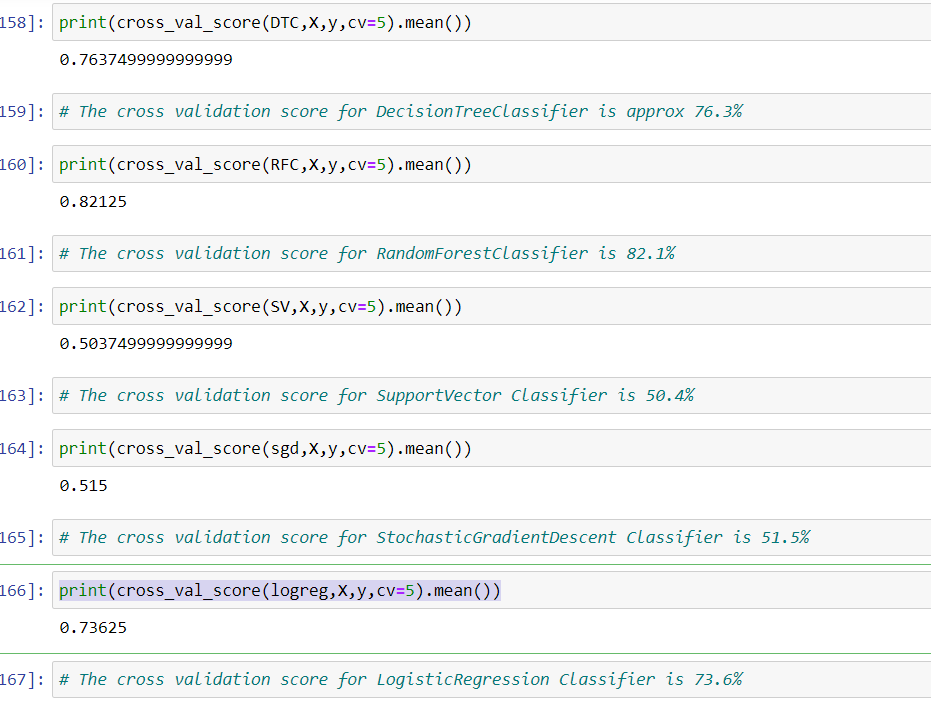 158]: print(cross_val_score(DTC,X,y,cv=5).mean())
0.7637499999999999
159]: # The cross validation score for DecisionTreeClassifier is approx 76.3%
160]: print(cross_val_score(RFC,X,y,cv=5).mean())
0.82125
161]: # The cross validation score for RandomForestClassifier is 82.1%
162]: print(cross_val_score(SV,X,y,cv=5).mean())
0.5037499999999999
163]: # The cross validation score for SupportVector Classifier is 50.4%
164]: print(cross_val_score(sgd,X,y,cv=5).mean())
0.515
165]: # The cross validation score for StochasticGradientDescent Classifier is 51.5%
166]: print(cross_val_score(logreg,X,y,cv=5).mean())
0.73625
167]: # The cross validation score for LogisticRegression Classifier is 73.6%